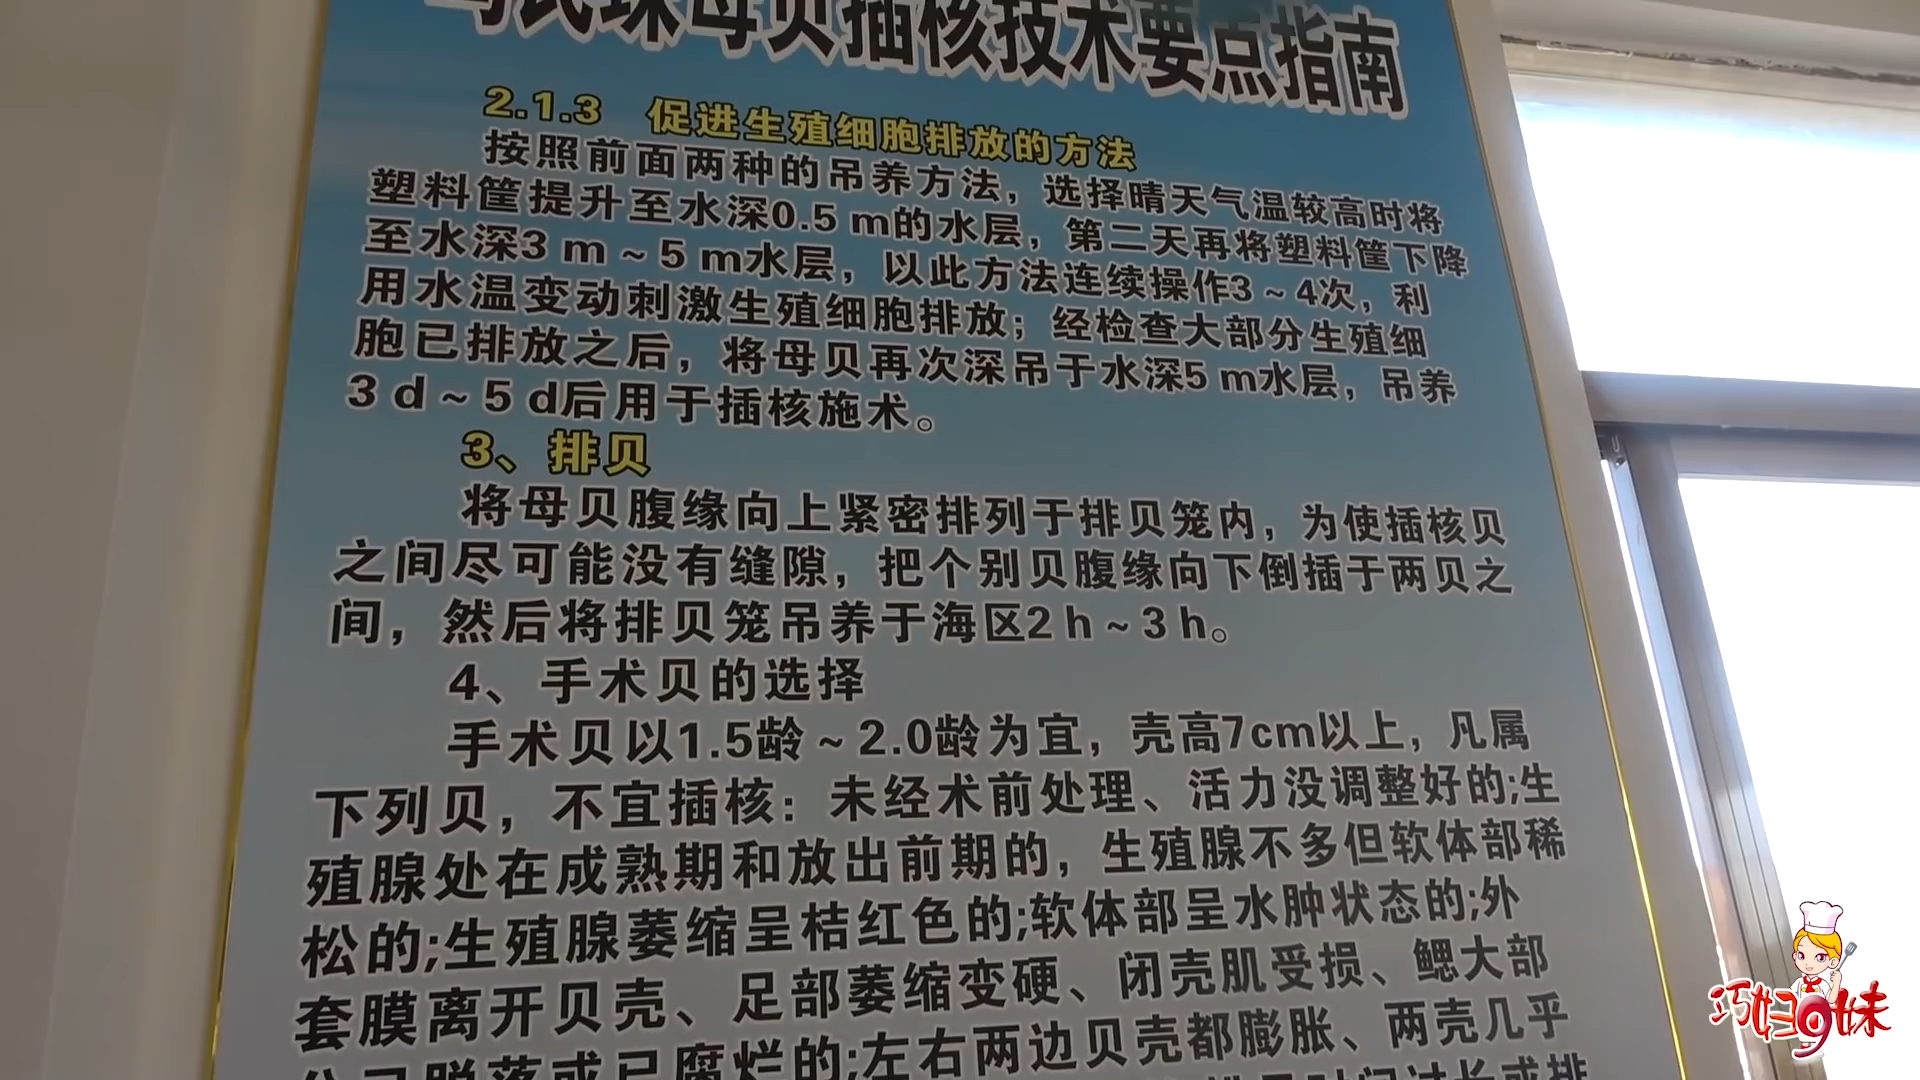 马氏珠母贝插核技术要点指南
2.1.3 促进生殖细胞排放的方法
按照前面两种的吊养方法，选择晴天气温较高时将
塑料筐提升至水深0.5 m的水层，第二天再将塑料筐下降
至水深3 m～5 m水层，以此方法连续操作3～4次，利
用水温变动刺激生殖细胞排放；经检查大部分生殖细
胞已排放之后，将母贝再次深吊于水深5 m水层，吊养
3 d～5 d后用于插核施术。
3、排贝
将母贝腹缘向上紧密排列于排贝笼内，为使插核贝
之间尽可能没有缝隙，把个别贝腹缘向下倒插于两贝之
间，然后将排贝笼吊养于海区2 h～3 h。
4、手术贝的选择
手术贝以1.5龄～2.0龄为宜，壳高7cm以上，凡属
下列贝，不宜插核：未经术前处理、活力没调整好的;生
殖腺处在成熟期和放出前期的，生殖腺不多但软体部稀
松的;生殖腺萎缩呈桔红色的;软体部呈水肿状态的;外
套膜离开贝壳、足部萎缩变硬、闭壳肌受损、鳃大部
分已脱落或已腐烂的;左右两边贝壳都膨胀、两壳几乎
时间过长或排
巧妇9妹